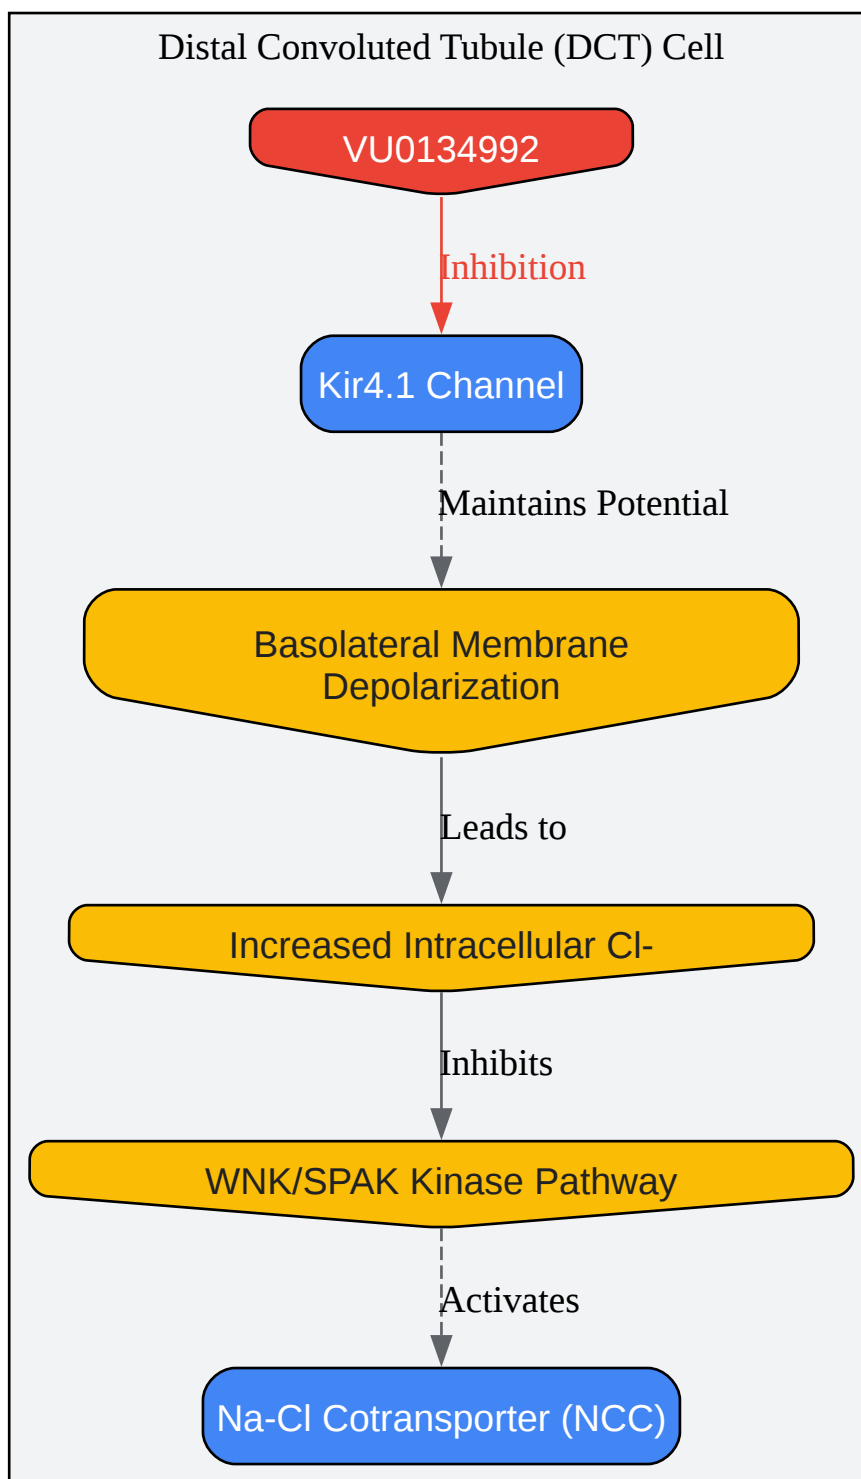 Distal Convoluted Tubule (DCT) Cell
VU0134992
Inhibition
Kir4.1 Channel
Maintains Potential
Basolateral Membrane
Depolarization
Leads to
Increased Intracellular Cl-
Inhibits
WNK/SPAK Kinase Pathway
Activates
Na-Cl Cotransporter (NCC)